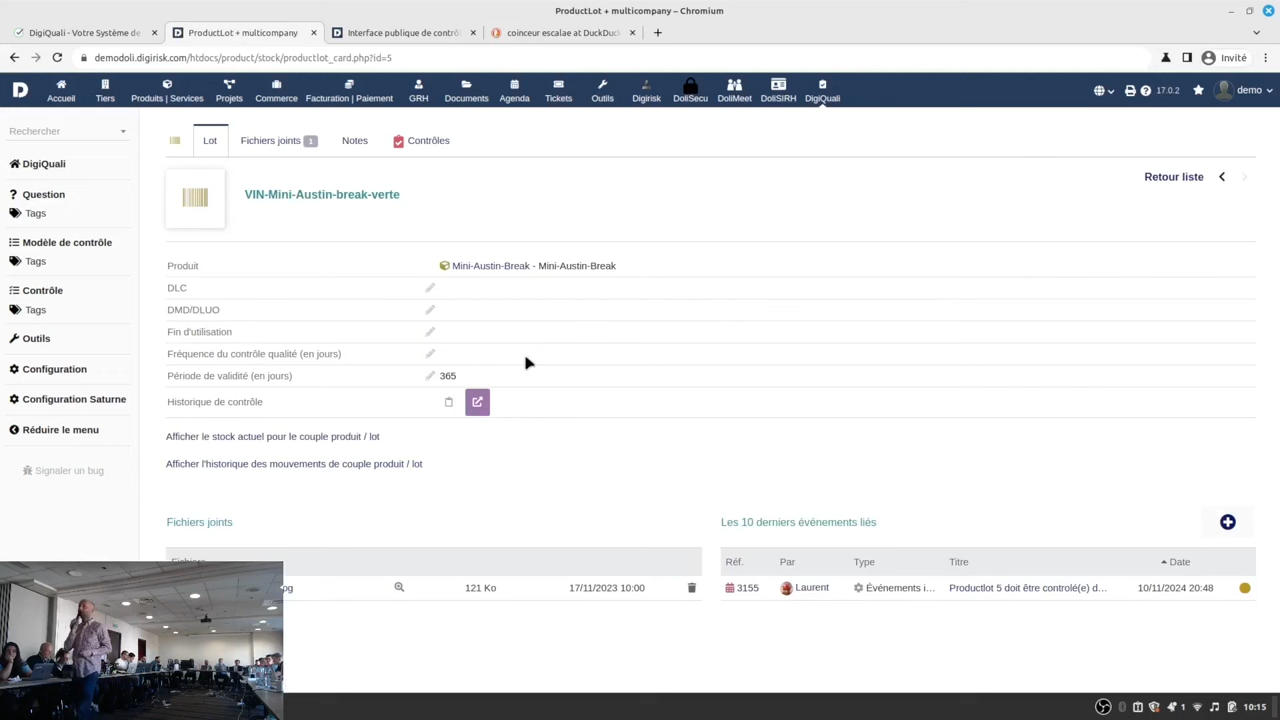 ProductLot + multicompany – Chromium
DigiQuali - Votre Système de
ProductLot + multicompany
Interface publique de contrôl
coinceur escalae at DuckDuck
demodoli.digirisk.com/htdocs/product/stock/productlot_card.php?id=5
Invité
Accueil
Tiers
Produits | Services
Projets
Commerce
Facturation | Paiement
GRH
Documents
Agenda
Tickets
Outils
Digirisk
DoliSecu
DoliMeet
DoliSIRH
DigiQuali
17.0.2
demo
Rechercher
DigiQuali
Question
Tags
Modèle de contrôle
Tags
Contrôle
Tags
Outils
Configuration
Configuration Saturne
Réduire le menu
Signaler un bug
Lot
Fichiers joints 1
Notes
Contrôles
VIN-Mini-Austin-break-verte
Retour liste
Produit
Mini-Austin-Break - Mini-Austin-Break
DLC
DMD/DLUO
Fin d'utilisation
Fréquence du contrôle qualité (en jours)
Période de validité (en jours) 365
Historique de contrôle
Afficher le stock actuel pour le couple produit / lot
Afficher l'historique des mouvements de couple produit / lot
Fichiers joints
121 Ko
17/11/2023 10:00
Les 10 derniers événements liés
Réf.
Par
Type
Titre
Date
3155
Laurent
Événements i...
Productlot 5 doit être controlé(e) d...
10/11/2024 20:48
1
10:15